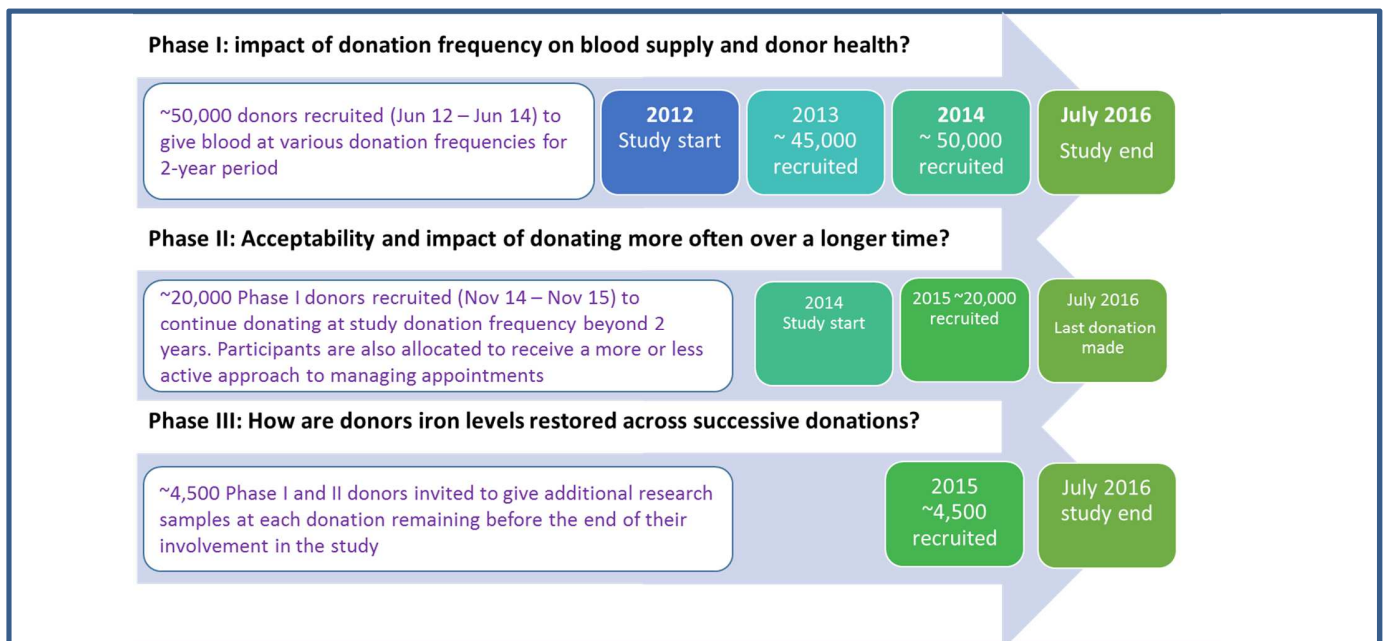 Phase I: impact of donation frequency on blood supply and donor health?
~50,000 donors recruited (Jun 12 – Jun 14) to
give blood at various donation frequencies for
2-year period
2012
Study start
2013
~ 45,000
recruited
2014
~ 50,000
recruited
July 2016
Study end
Phase II: Acceptability and impact of donating more often over a longer time?
~20,000 Phase I donors recruited (Nov 14 – Nov 15) to
continue donating at study donation frequency beyond 2
years. Participants are also allocated to receive a more or less
active approach to managing appointments
2014
Study start
2015 ~20,000
recruited
July 2016
Last donation
made
Phase III: How are donors iron levels restored across successive donations?
~4,500 Phase I and II donors invited to give additional research
samples at each donation remaining before the end of their
involvement in the study
2015
~4,500
recruited
July 2016
study end